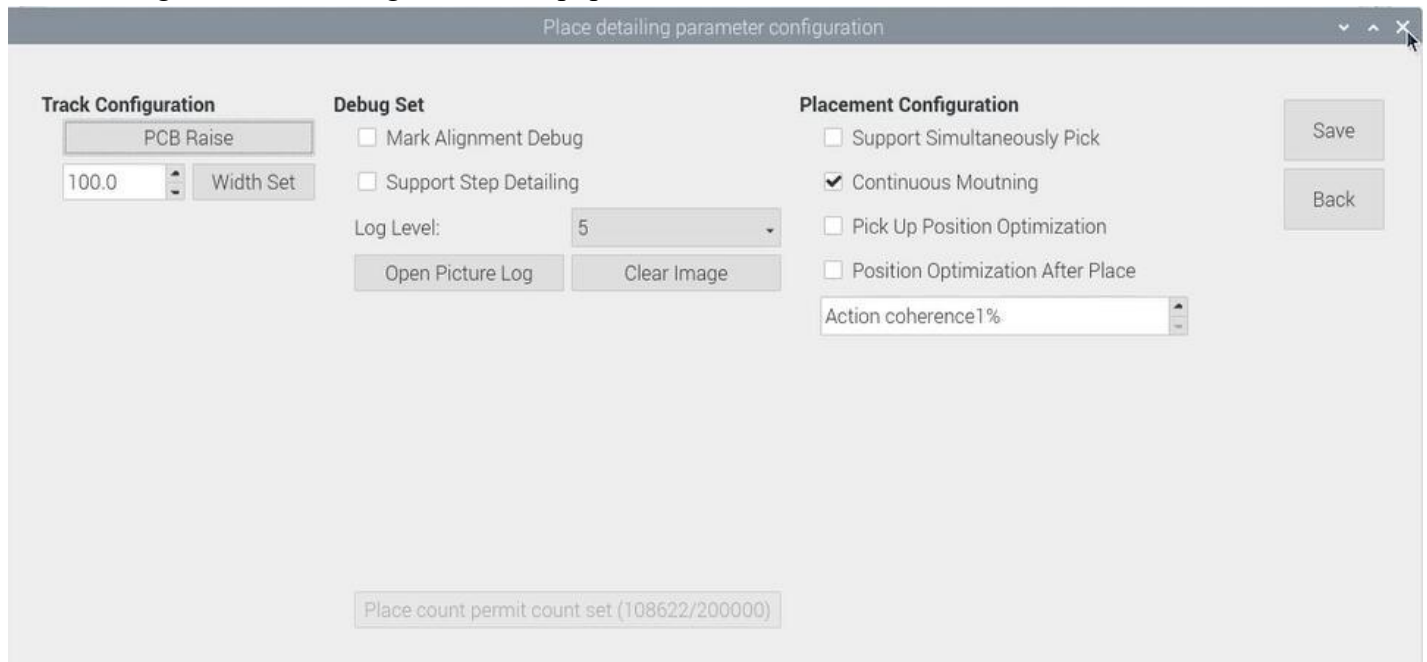 Place detailing parameter configuration
Track Configuration
PCB Raise
100.0
Width Set
Debug Set
Mark Alignment Debug
Support Step Detailing
Log Level:
5
Open Picture Log
Clear Image
Place count permit count set (108622/200000)
Placement Configuration
Support Simultaneously Pick
Continuous Moutning
Pick Up Position Optimization
Position Optimization After Place
Action coherence1%
Save
Back